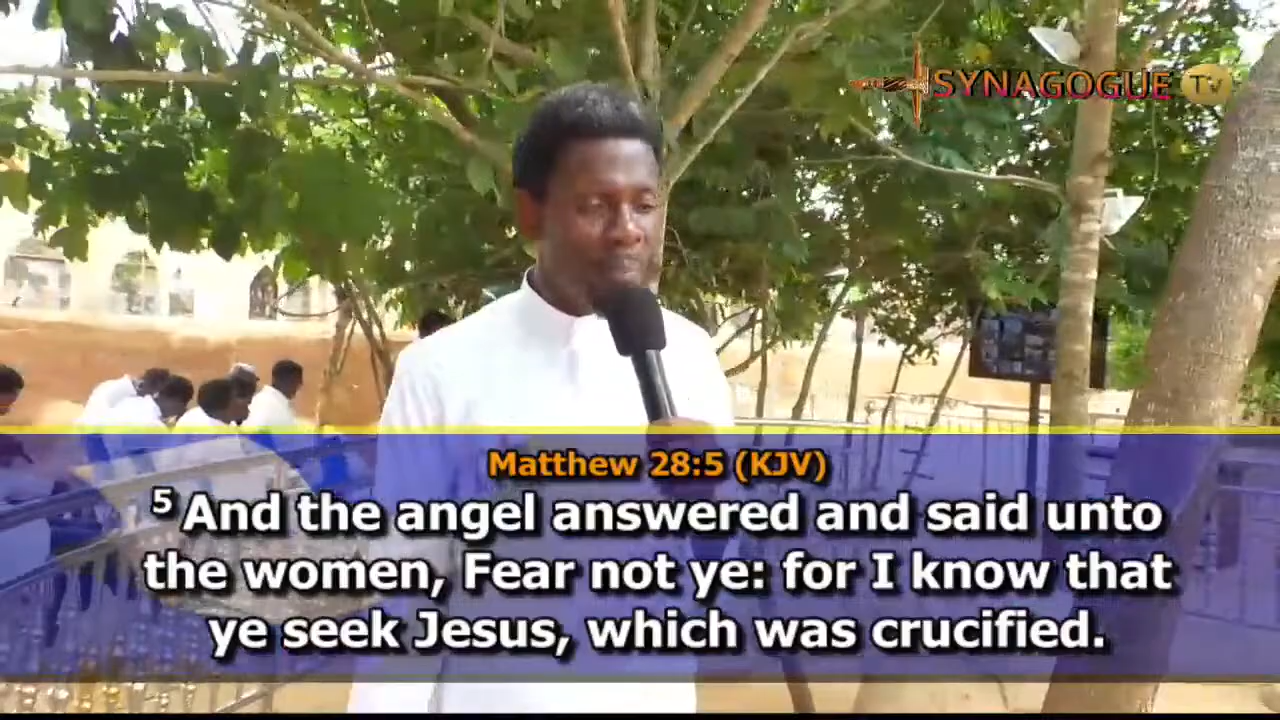 SYNAGOGUE TV
Matthew 28:5 (KJV)
5 And the angel answered and said unto
the women, Fear not ye: for I know that
ye seek Jesus, which was crucified.